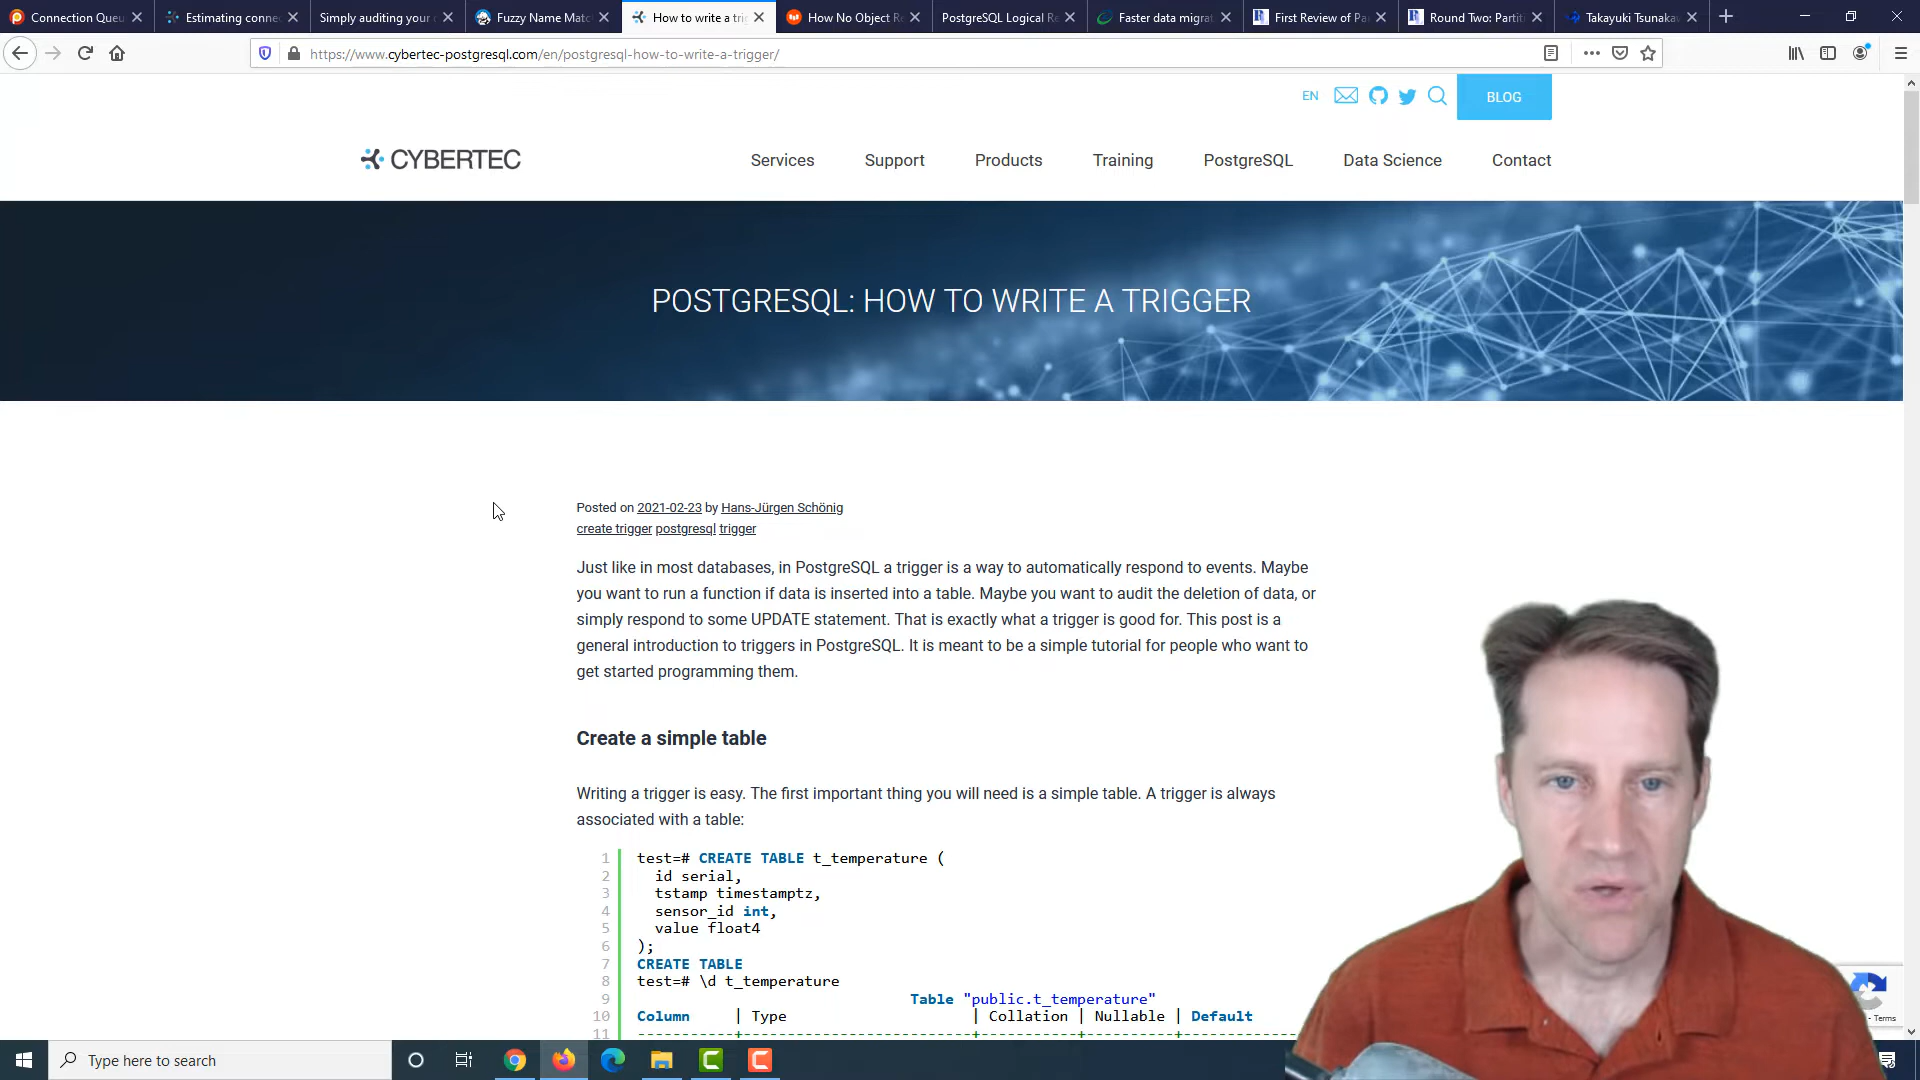 Connection Queu
Estimating conne
Simply auditing your
Fuzzy Name Matc
How to write a tri
How No Object Re
PostgreSQL Logical Re
Faster data migrat
First Review of Pa
Round Two: Partiti
Takayuki Tsunaka
https://www.cybertec-postgresql.com/en/postgresql-how-to-write-a-trigger/
EN
BLOG
CYBERTEC
Services
Support
Products
Training
PostgreSQL
Data Science
Contact
POSTGRESQL: HOW TO WRITE A TRIGGER
Posted on 2021-02-23 by Hans-Jürgen Schönig
create trigger postgresql trigger
Just like in most databases, in PostgreSQL a trigger is a way to automatically respond to events. Maybe
you want to run a function if data is inserted into a table. Maybe you want to audit the deletion of data, or
simply respond to some UPDATE statement. That is exactly what a trigger is good for. This post is a
general introduction to triggers in PostgreSQL. It is meant to be a simple tutorial for people who want to
get started programming them.
Create a simple table
Writing a trigger is easy. The first important thing you will need is a simple table. A trigger is always
associated with a table:
1 test=# CREATE TABLE t_temperature (
2 id serial,
3 tstamp timestamptz,
4 sensor_id int,
5 value float4
6 );
7 CREATE TABLE
8 test=# \d t_temperature
9 Table "public.t_temperature"
10 Column | Type | Collation | Nullable | Default
11 -----------+--------------------------+-----------+----------+-------------
- Terms
Type here to search